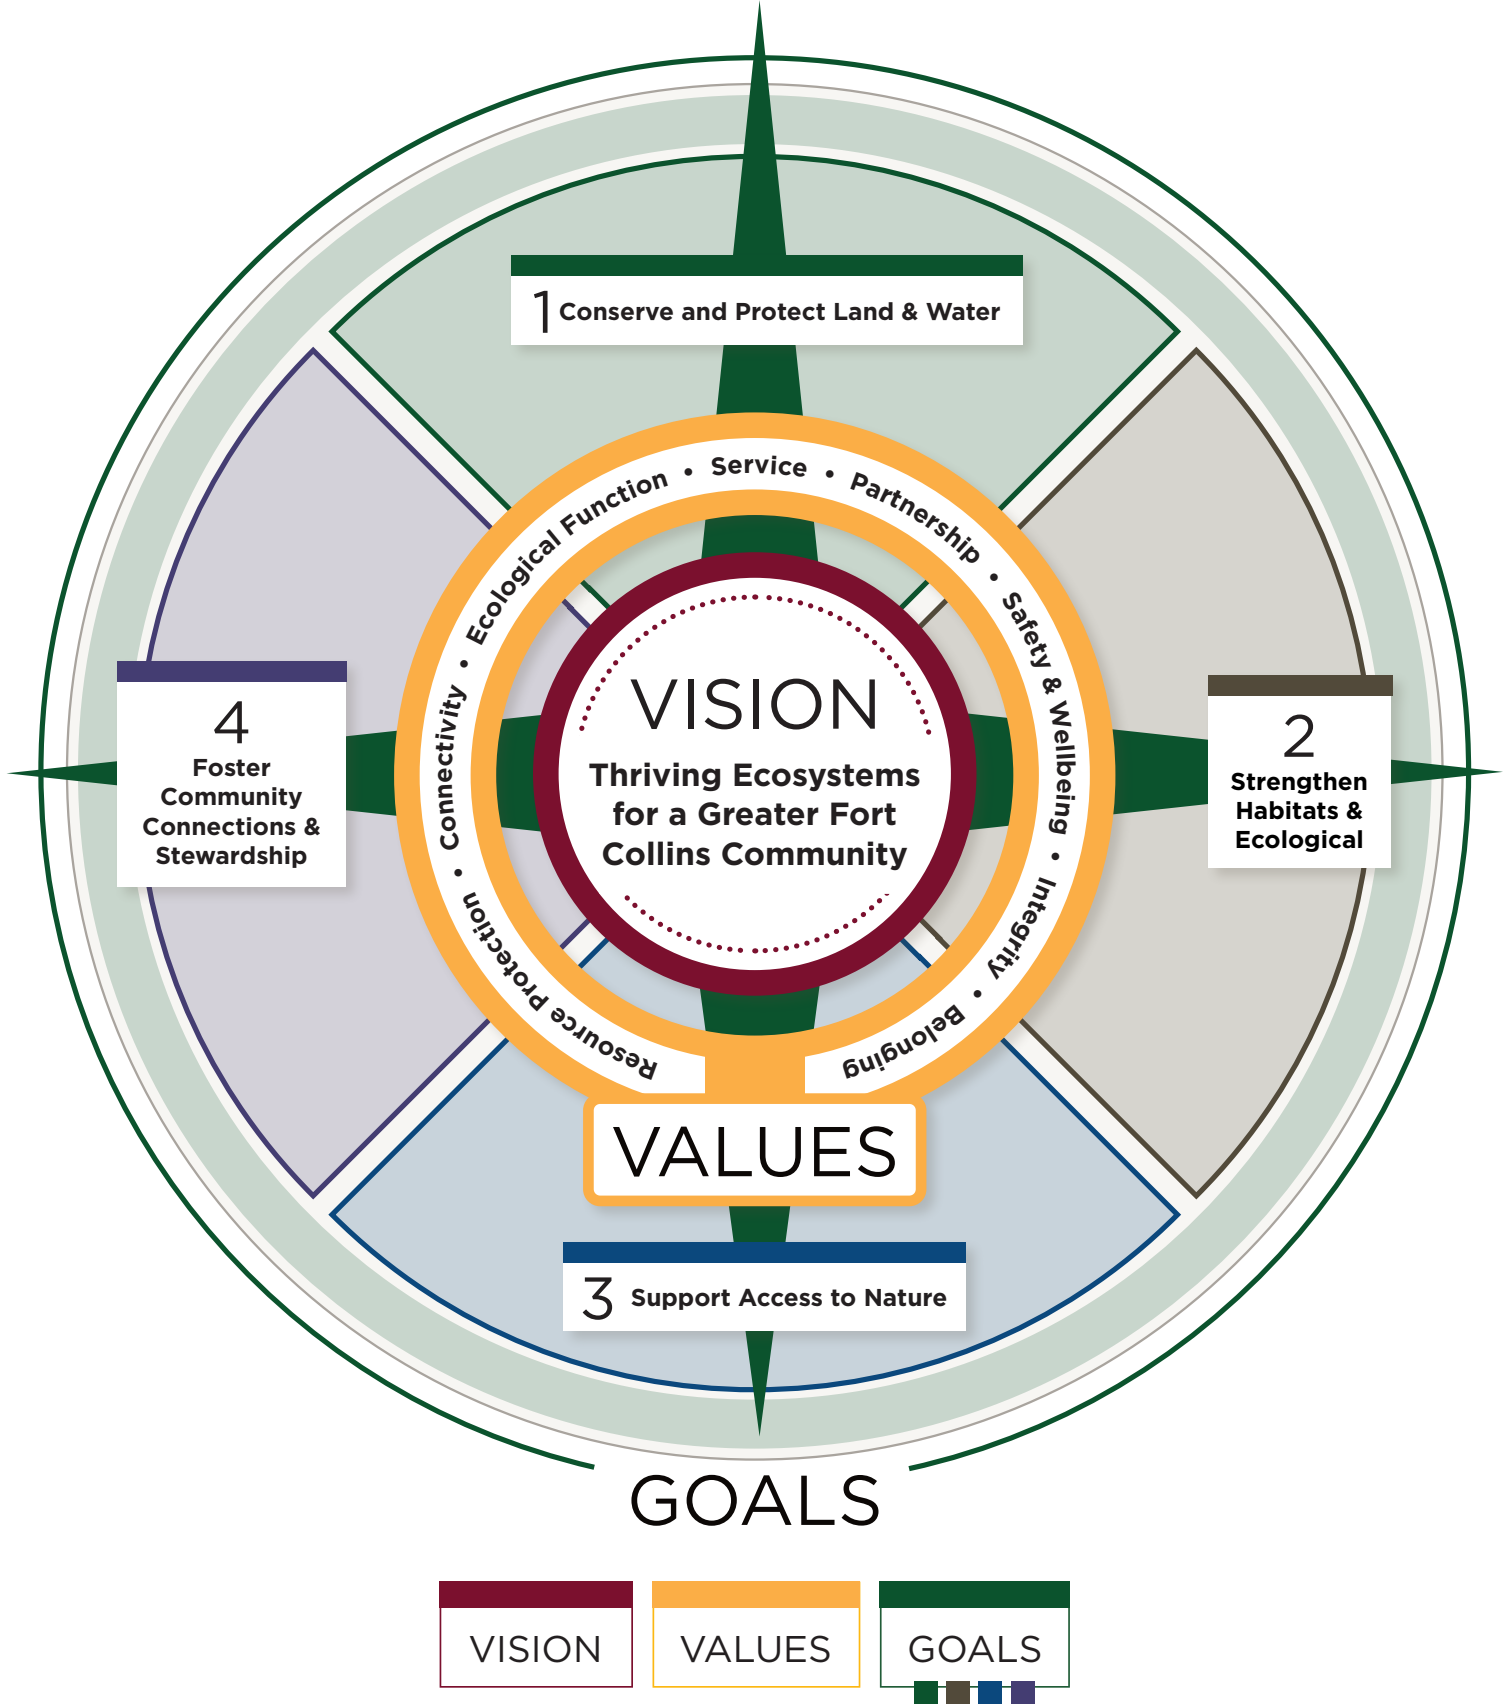 1 Conserve and Protect Land & Water
Resource Protection • Connectivity • Ecological Function • Service • Partnership • Safety & Wellbeing • Integrity • Belonging
VISION
Thriving Ecosystems
for a Greater Fort
Collins Community
4
Foster
Community
Connections &
Stewardship
2
Strengthen
Habitats &
Ecological
VALUES
3 Support Access to Nature
GOALS
VISION
VALUES
GOALS